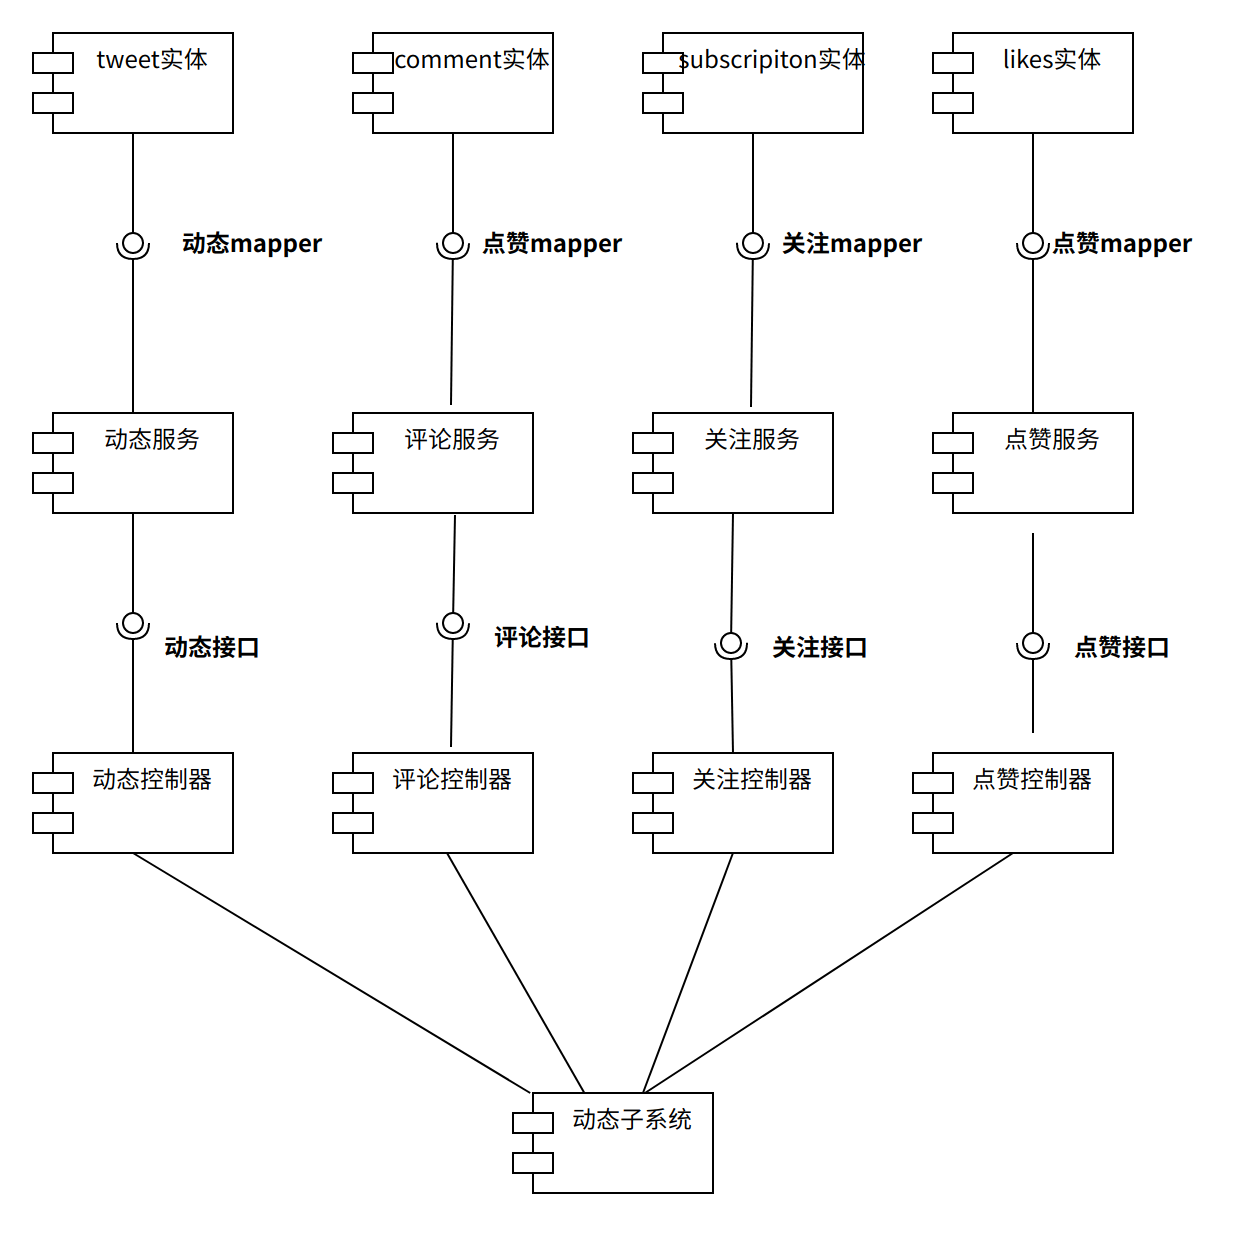 tweet实体
comment实体
subscripiton实体
likes实体
动态mapper
点赞mapper
关注mapper
点赞mapper
动态服务
评论服务
关注服务
点赞服务
动态接口
评论接口
关注接口
点赞接口
动态控制器
评论控制器
关注控制器
点赞控制器
动态子系统